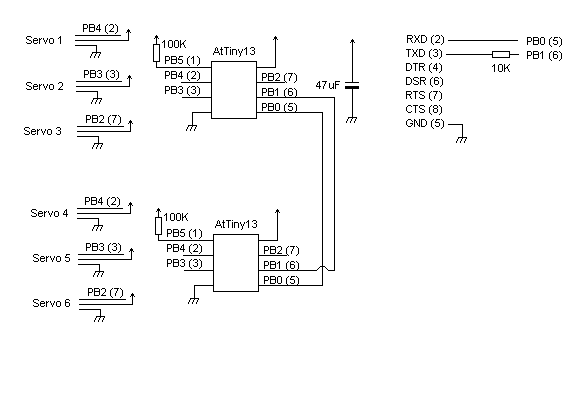 Servo 1
PB4 (2)
Servo 2
PB3 (3)
Servo 3
PB2 (7)
100K
AtTiny13
PB5 (1)
PB4 (2)
PB3 (3)
PB2 (7)
PB1 (6)
PB0 (5)
47uF
RXD (2)
TXD (3)
DTR (4)
DSR (6)
RTS (7)
CTS (8)
GND (5)
PB0 (5)
PB1 (6)
10K
Servo 4
PB4 (2)
Servo 5
PB3 (3)
Servo 6
PB2 (7)
100K
AtTiny13
PB5 (1)
PB4 (2)
PB3 (3)
PB2 (7)
PB1 (6)
PB0 (5)